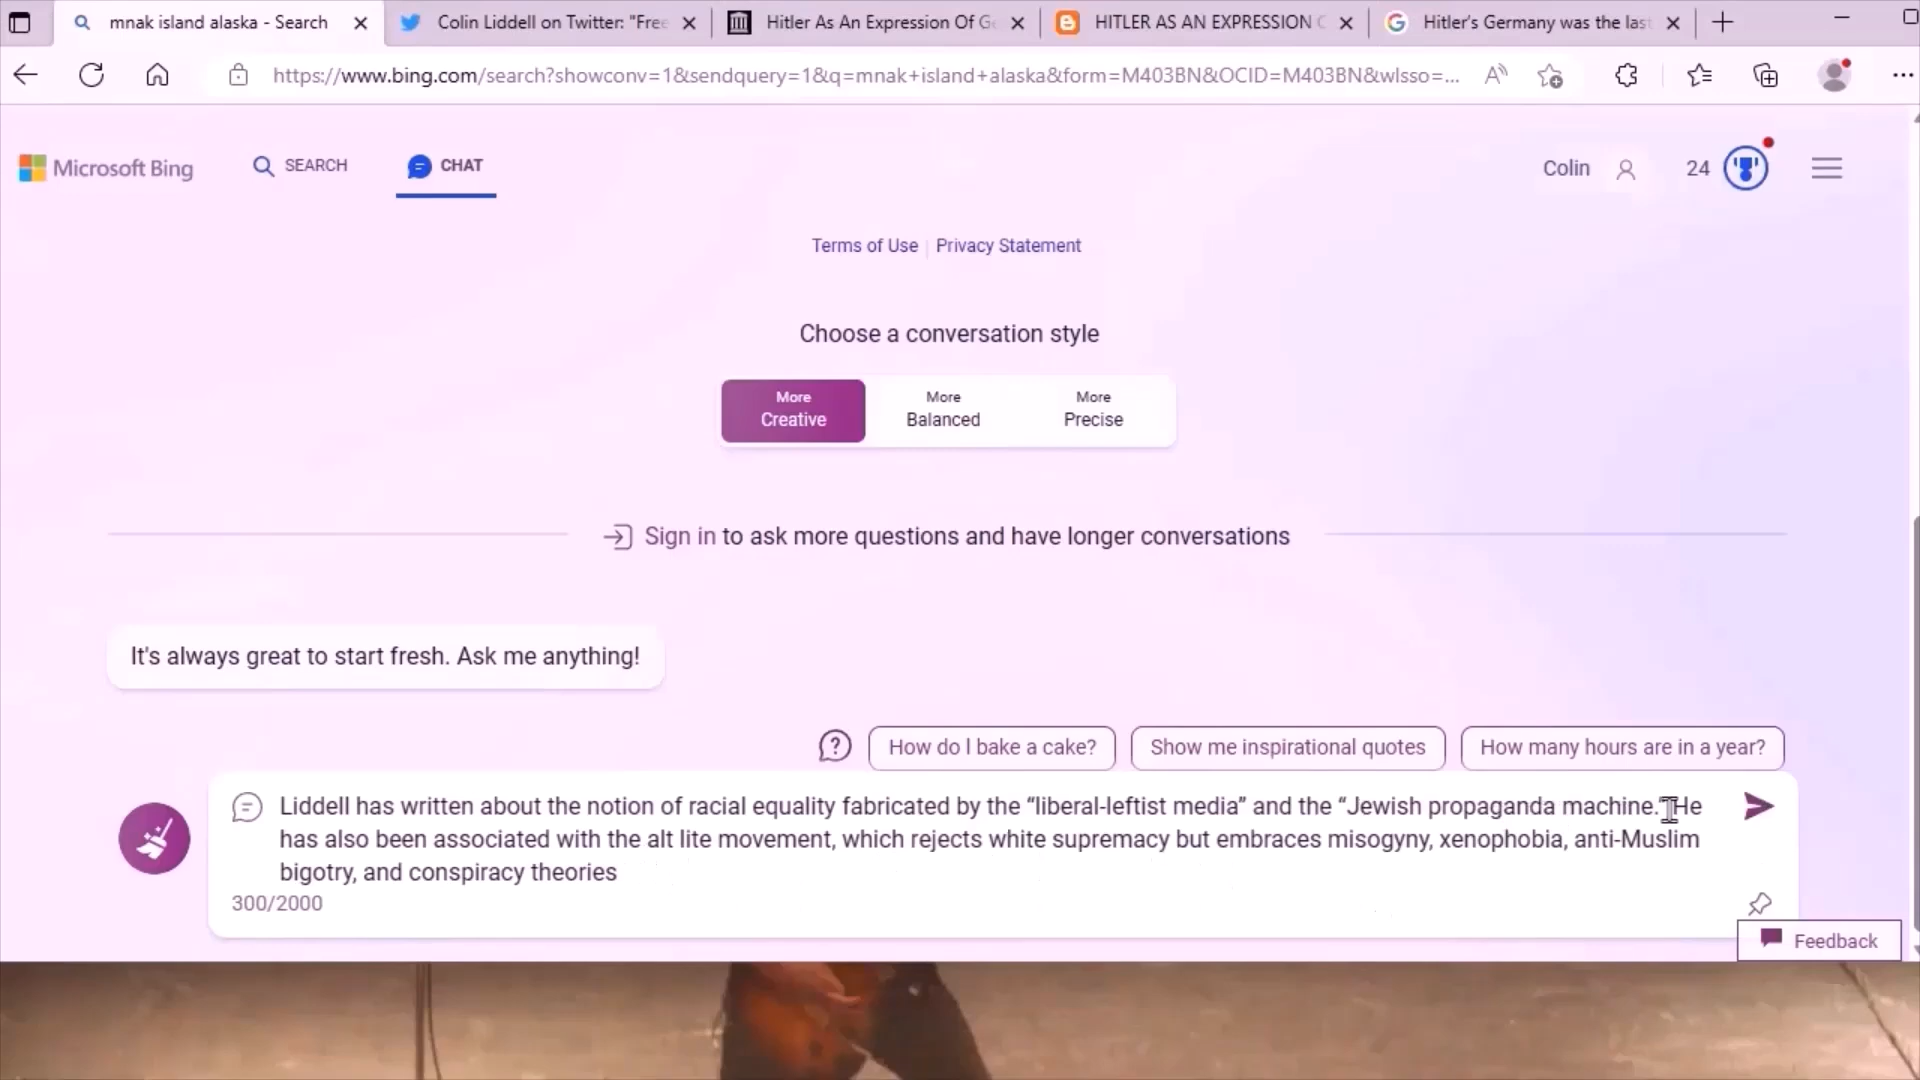 mnak island alaska - Search
Colin Liddell on Twitter: "Free
Hitler As An Expression Of Ge
HITLER AS AN EXPRESSION O
Hitler's Germany was the las
https://www.bing.com/search?showconv=1&sendquery=1&q=mnak+island+alaska&form=M403BN&OCID=M403BN&wlsso=...
Microsoft Bing
SEARCH
CHAT
Colin
24
Terms of Use
Privacy Statement
Choose a conversation style
More Creative
More Balanced
More Precise
Sign in to ask more questions and have longer conversations
It's always great to start fresh. Ask me anything!
How do I bake a cake?
Show me inspirational quotes
How many hours are in a year?
Liddell has written about the notion of racial equality fabricated by the “liberal-leftist media” and the “Jewish propaganda machine.” He
has also been associated with the alt lite movement, which rejects white supremacy but embraces misogyny, xenophobia, anti-Muslim
bigotry, and conspiracy theories
300/2000
Feedback